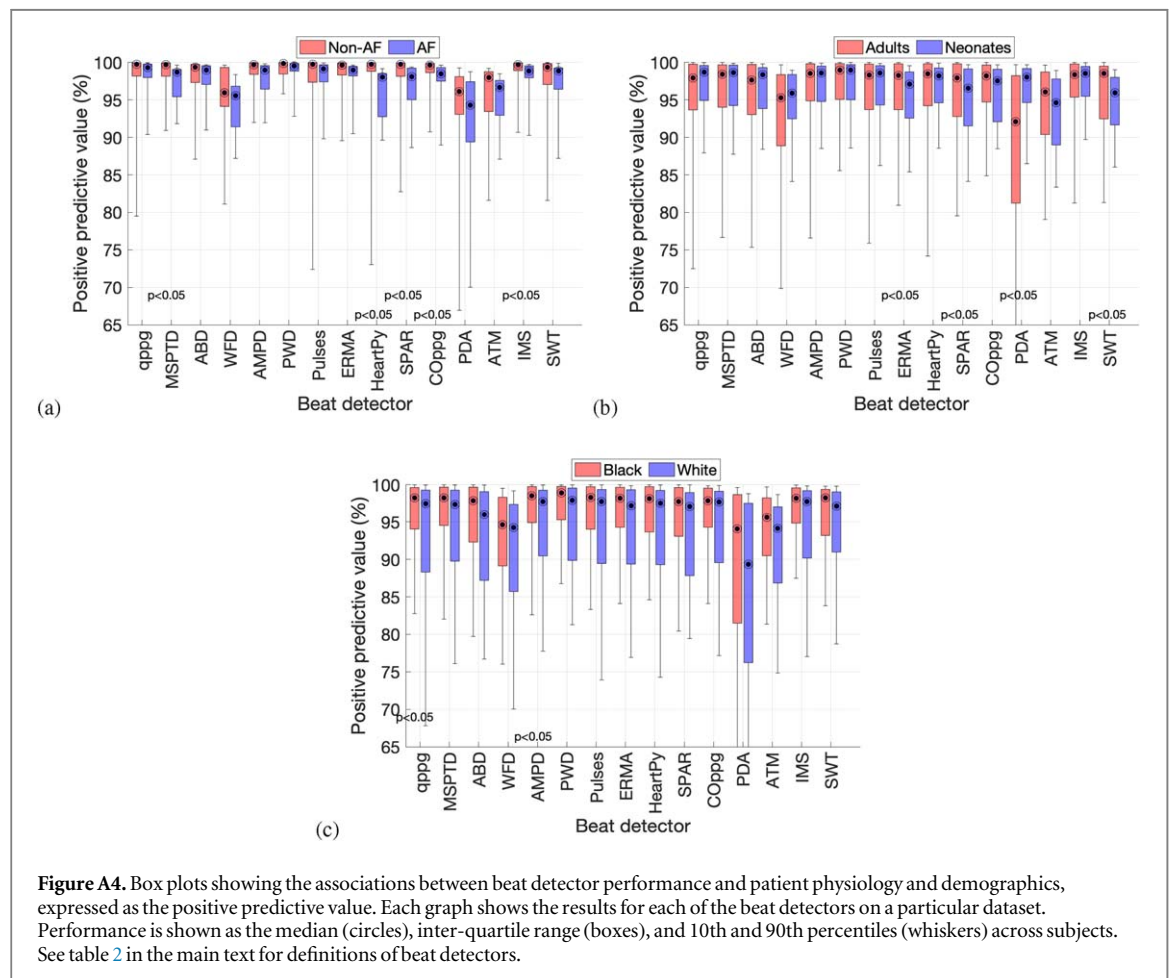 Non-AF AF
Positive predictive value (%)
100
95
90
85
80
75
70
65
p<0.05 p<0.05 p<0.05
p<0.05 p<0.05
qppg MSPTD ABD WFD AMPD PWD Pulses ERMA HeartPy SPAR COppg PDA ATM IMS SWT
Beat detector
(a)
Adults Neonates
Positive predictive value (%)
100
95
90
85
80
75
70
65
p<0.05 p<0.05
p<0.05 p<0.05
qppg MSPTD ABD WFD AMPD PWD Pulses ERMA HeartPy SPAR COppg PDA ATM IMS SWT
Beat detector
(b)
Black White
Positive predictive value (%)
100
95
90
85
80
75
70
65
p<0.05
p<0.05
qppg MSPTD ABD WFD AMPD PWD Pulses ERMA HeartPy SPAR COppg PDA ATM IMS SWT
Beat detector
(c)
Figure A4. Box plots showing the associations between beat detector performance and patient physiology and demographics,
expressed as the positive predictive value. Each graph shows the results for each of the beat detectors on a particular dataset.
Performance is shown as the median (circles), inter-quartile range (boxes), and 10th and 90th percentiles (whiskers) across subjects.
See table 2 in the main text for definitions of beat detectors.